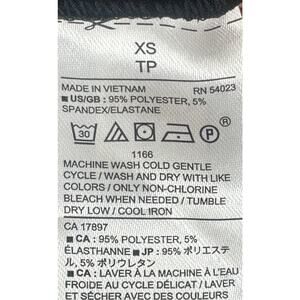 XS
TP
MADE IN VIETNAM RN 54023
■ US/GB : 95% POLYESTER, 5%
SPANDEX/ELASTANE
30 P ®
1166
MACHINE WASH COLD GENTLE
CYCLE / WASH AND DRY WITH LIKE
COLORS / ONLY NON-CHLORINE
BLEACH WHEN NEEDED / TUMBLE
DRY LOW / COOL IRON
CA 17897
■ CA : 95% POLYESTER, 5%
ÉLASTHANNE ■ JP : 95% ポリエステ
ル, 5% ポリウレタン
■ CA : LAVER À LA MACHINE À L'EAU
FROIDE AU CYCLE DÉLICAT / LAVER
ET SÉCHER AVEC DES COULEURS